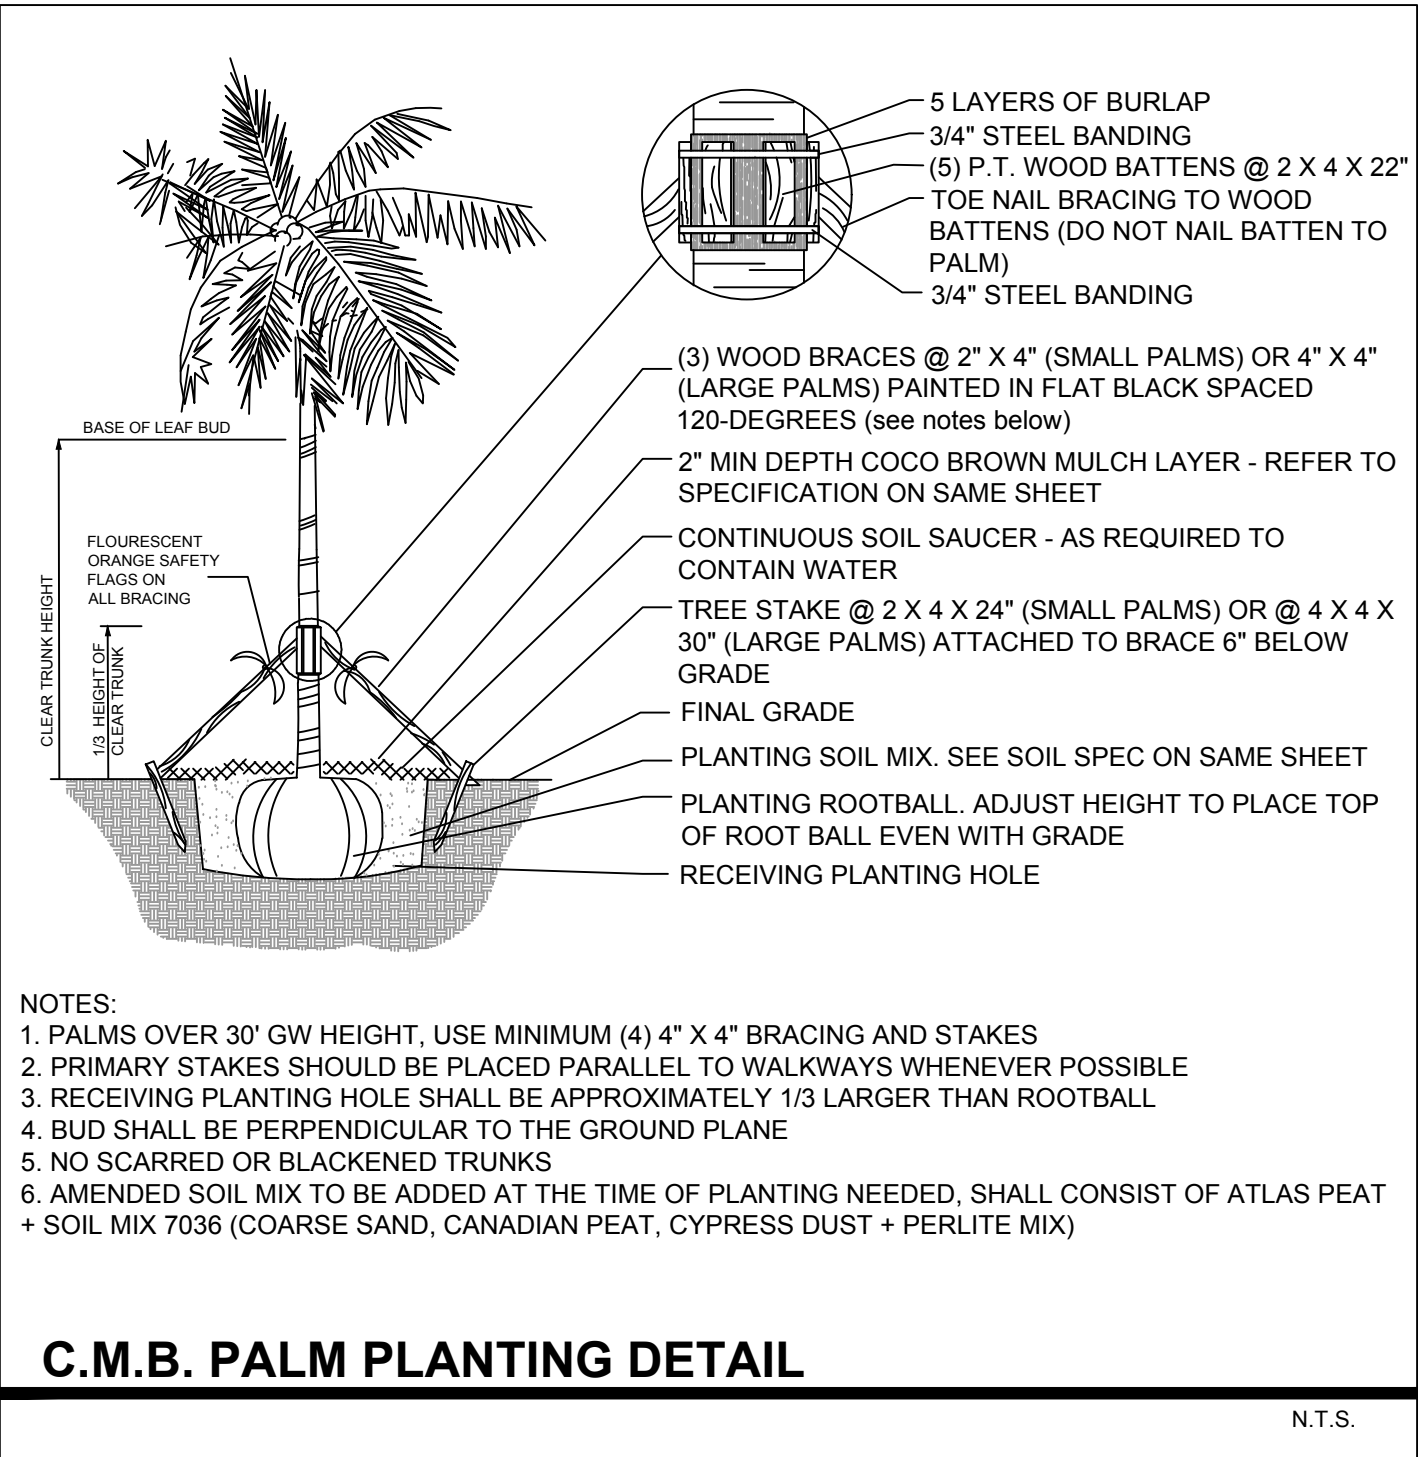 5 LAYERS OF BURLAP
3/4" STEEL BANDING
(5) P.T. WOOD BATTENS @ 2 X 4 X 22"
TOE NAIL BRACING TO WOOD
BATTENS (DO NOT NAIL BATTEN TO
PALM)
3/4" STEEL BANDING
(3) WOOD BRACES @ 2" X 4" (SMALL PALMS) OR 4" X 4"
(LARGE PALMS) PAINTED IN FLAT BLACK SPACED
120-DEGREES (see notes below)
BASE OF LEAF BUD
2" MIN DEPTH COCO BROWN MULCH LAYER - REFER TO
SPECIFICATION ON SAME SHEET
FLOURESCENT
ORANGE SAFETY
FLAGS ON
ALL BRACING
CONTINUOUS SOIL SAUCER - AS REQUIRED TO
CONTAIN WATER
CLEAR TRUNK HEIGHT
1/3 HEIGHT OF
CLEAR TRUNK
TREE STAKE @ 2 X 4 X 24" (SMALL PALMS) OR @ 4 X 4 X
30" (LARGE PALMS) ATTACHED TO BRACE 6" BELOW
GRADE
FINAL GRADE
PLANTING SOIL MIX. SEE SOIL SPEC ON SAME SHEET
PLANTING ROOTBALL. ADJUST HEIGHT TO PLACE TOP
OF ROOT BALL EVEN WITH GRADE
RECEIVING PLANTING HOLE
NOTES:
1. PALMS OVER 30' GW HEIGHT, USE MINIMUM (4) 4" X 4" BRACING AND STAKES
2. PRIMARY STAKES SHOULD BE PLACED PARALLEL TO WALKWAYS WHENEVER POSSIBLE
3. RECEIVING PLANTING HOLE SHALL BE APPROXIMATELY 1/3 LARGER THAN ROOTBALL
4. BUD SHALL BE PERPENDICULAR TO THE GROUND PLANE
5. NO SCARRED OR BLACKENED TRUNKS
6. AMENDED SOIL MIX TO BE ADDED AT THE TIME OF PLANTING NEEDED, SHALL CONSIST OF ATLAS PEAT
+ SOIL MIX 7036 (COARSE SAND, CANADIAN PEAT, CYPRESS DUST + PERLITE MIX)
C.M.B. PALM PLANTING DETAIL
N.T.S.